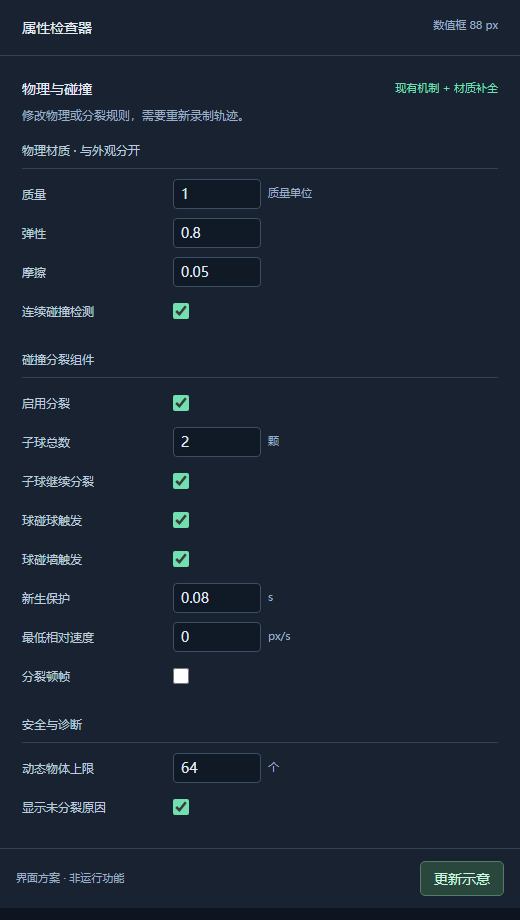 属性检查器 数值框 88 px
物理与碰撞 现有机制 + 材质补全
修改物理或分裂规则，需要重新录制轨迹。
物理材质 · 与外观分开
质量 1 质量单位
弹性 0.8
摩擦 0.05
连续碰撞检测
碰撞分裂组件
启用分裂
子球总数 2 颗
子球继续分裂
球碰球触发
球碰墙触发
新生保护 0.08 s
最低相对速度 0 px/s
分裂顿帧
安全与诊断
动态物体上限 64 个
显示未分裂原因
界面方案 · 非运行功能 更新示意